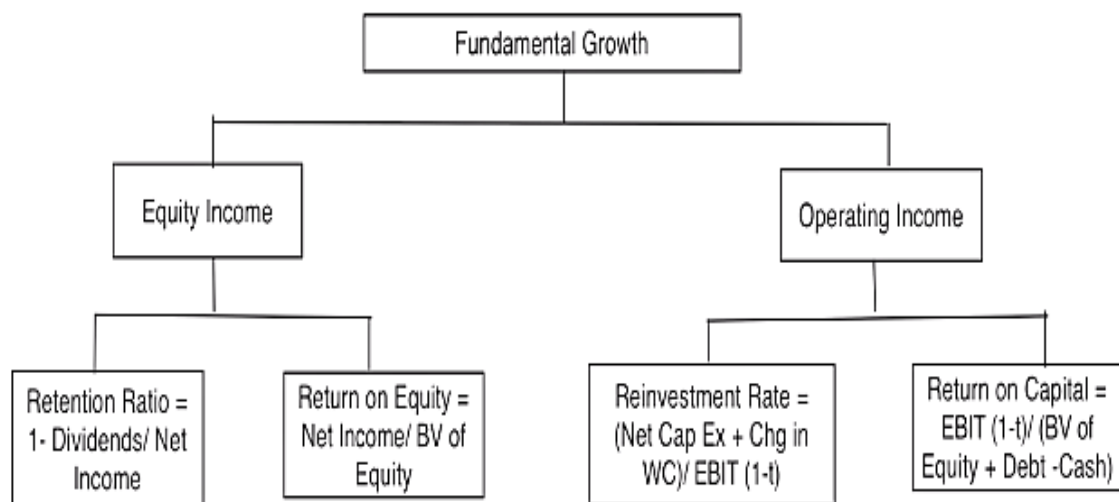 Fundamental Growth
Equity Income
Operating Income
Retention Ratio =
1- Dividends/ Net
Income
Return on Equity =
Net Income/ BV of
Equity
Reinvestment Rate =
(Net Cap Ex + Chg in
WC)/ EBIT (1-t)
Return on Capital =
EBIT (1-t)/ (BV of
Equity + Debt -Cash)